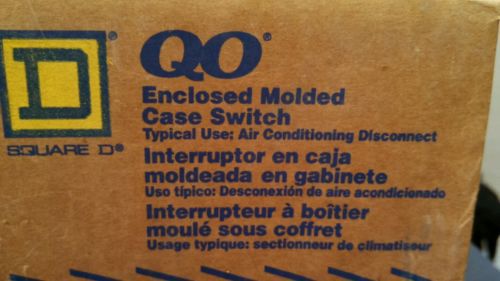 D
QO®
Enclosed Molded
Case Switch
Typical Use: Air Conditioning Disconnect
SQUARE D®
Interruptor en caja
moldeada en gabinete
Uso típico: Desconexión de aire acondicionado
Interrupteur à boîtier
moulé sous coffret
Usage typique: sectionneur de climatiseur